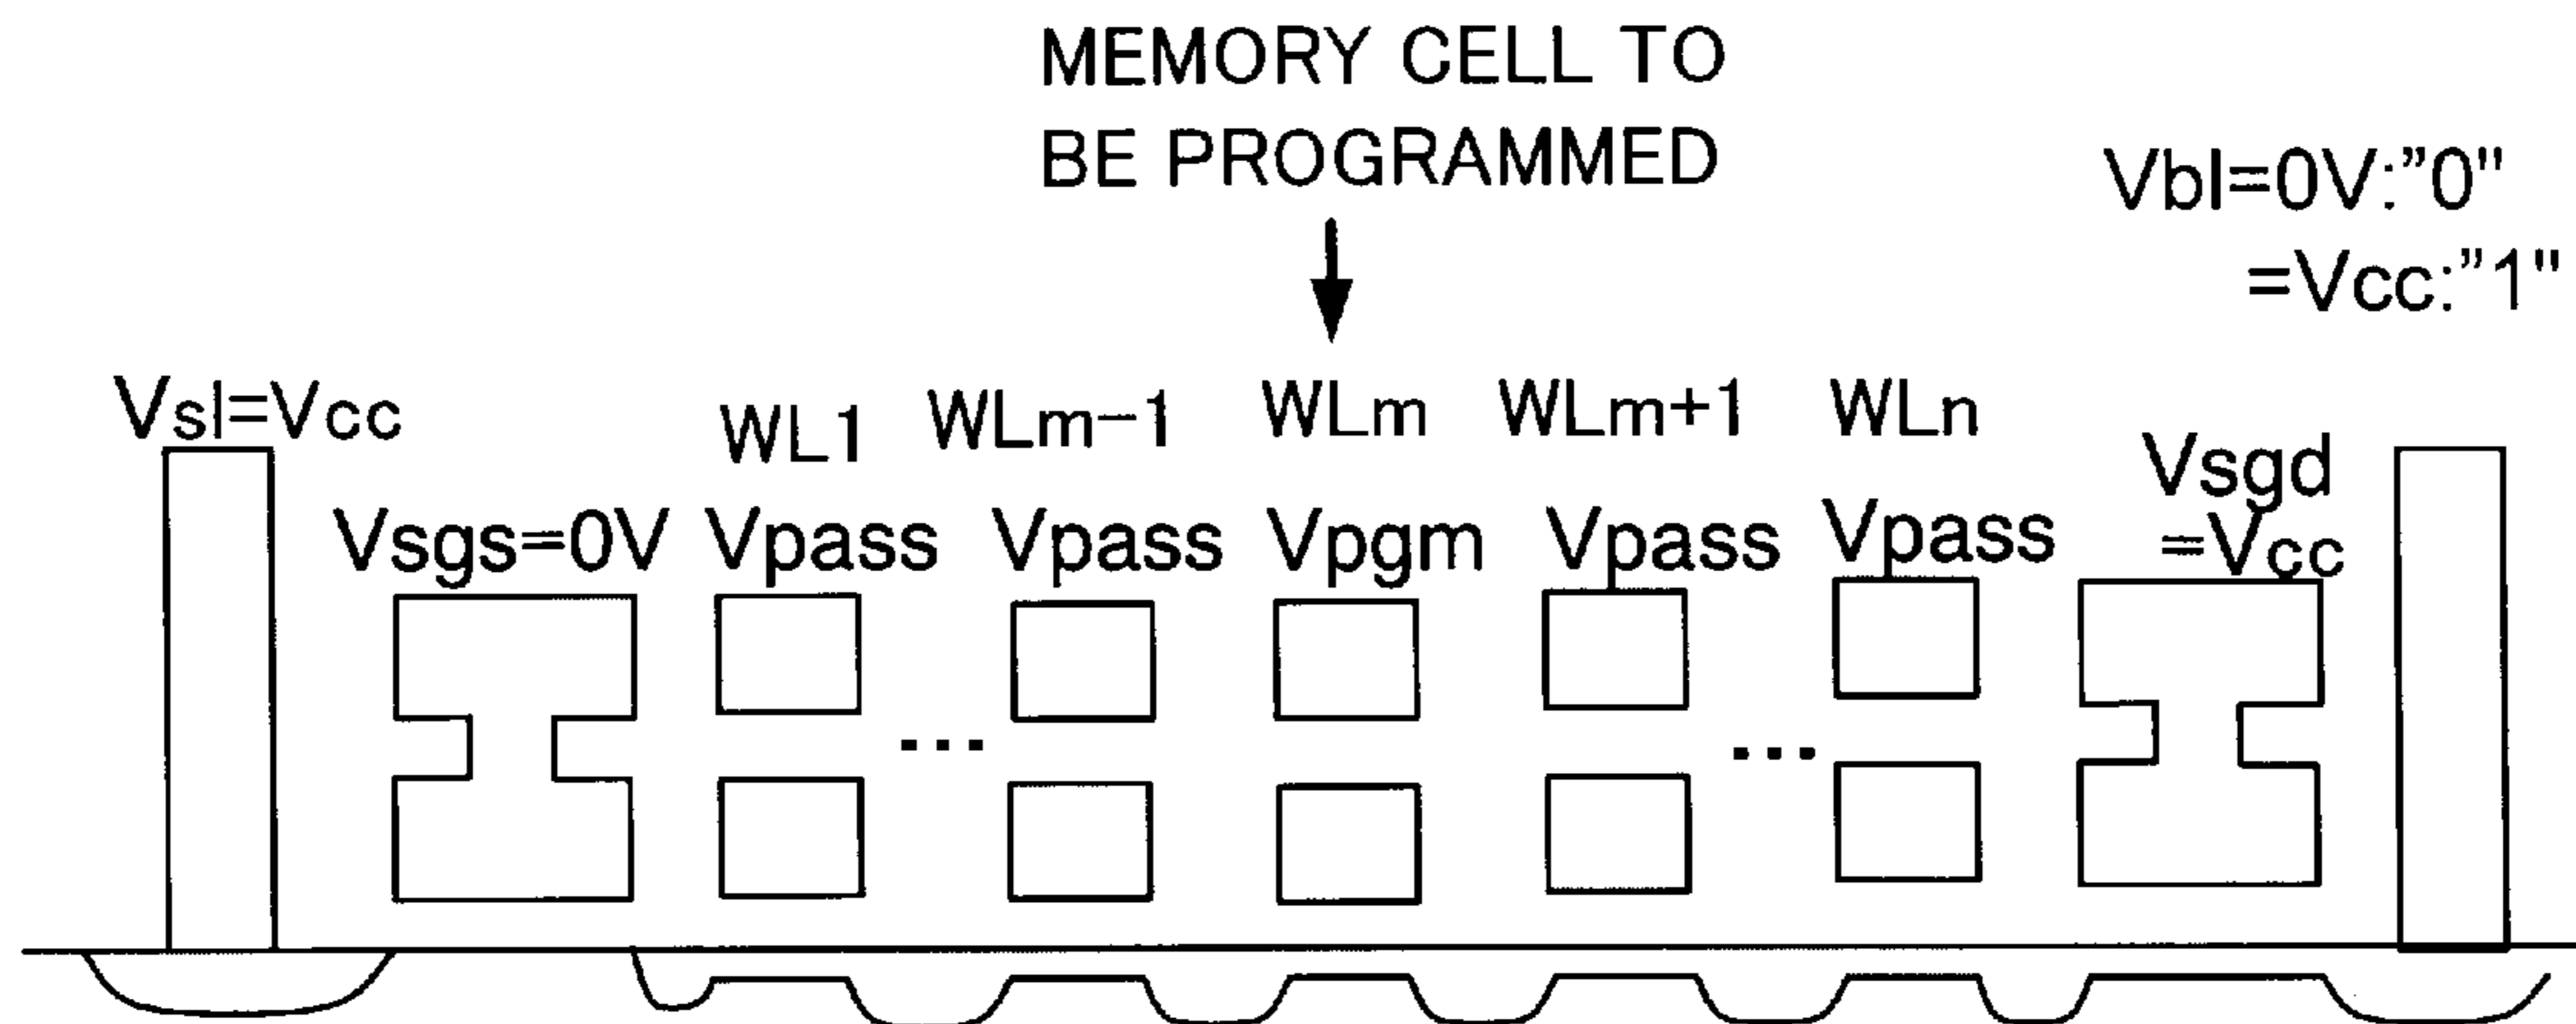 MEMORY CELL TO
BE PROGRAMMED
Vbl=0V:”0"
=Vcc:”1"
Vsl=Vcc
WL1
WLm−1
WLm
WLm+1
WLn
Vsgd
=Vcc
Vsgs=0V
Vpass
Vpass
Vpgm
Vpass
Vpass
...
...